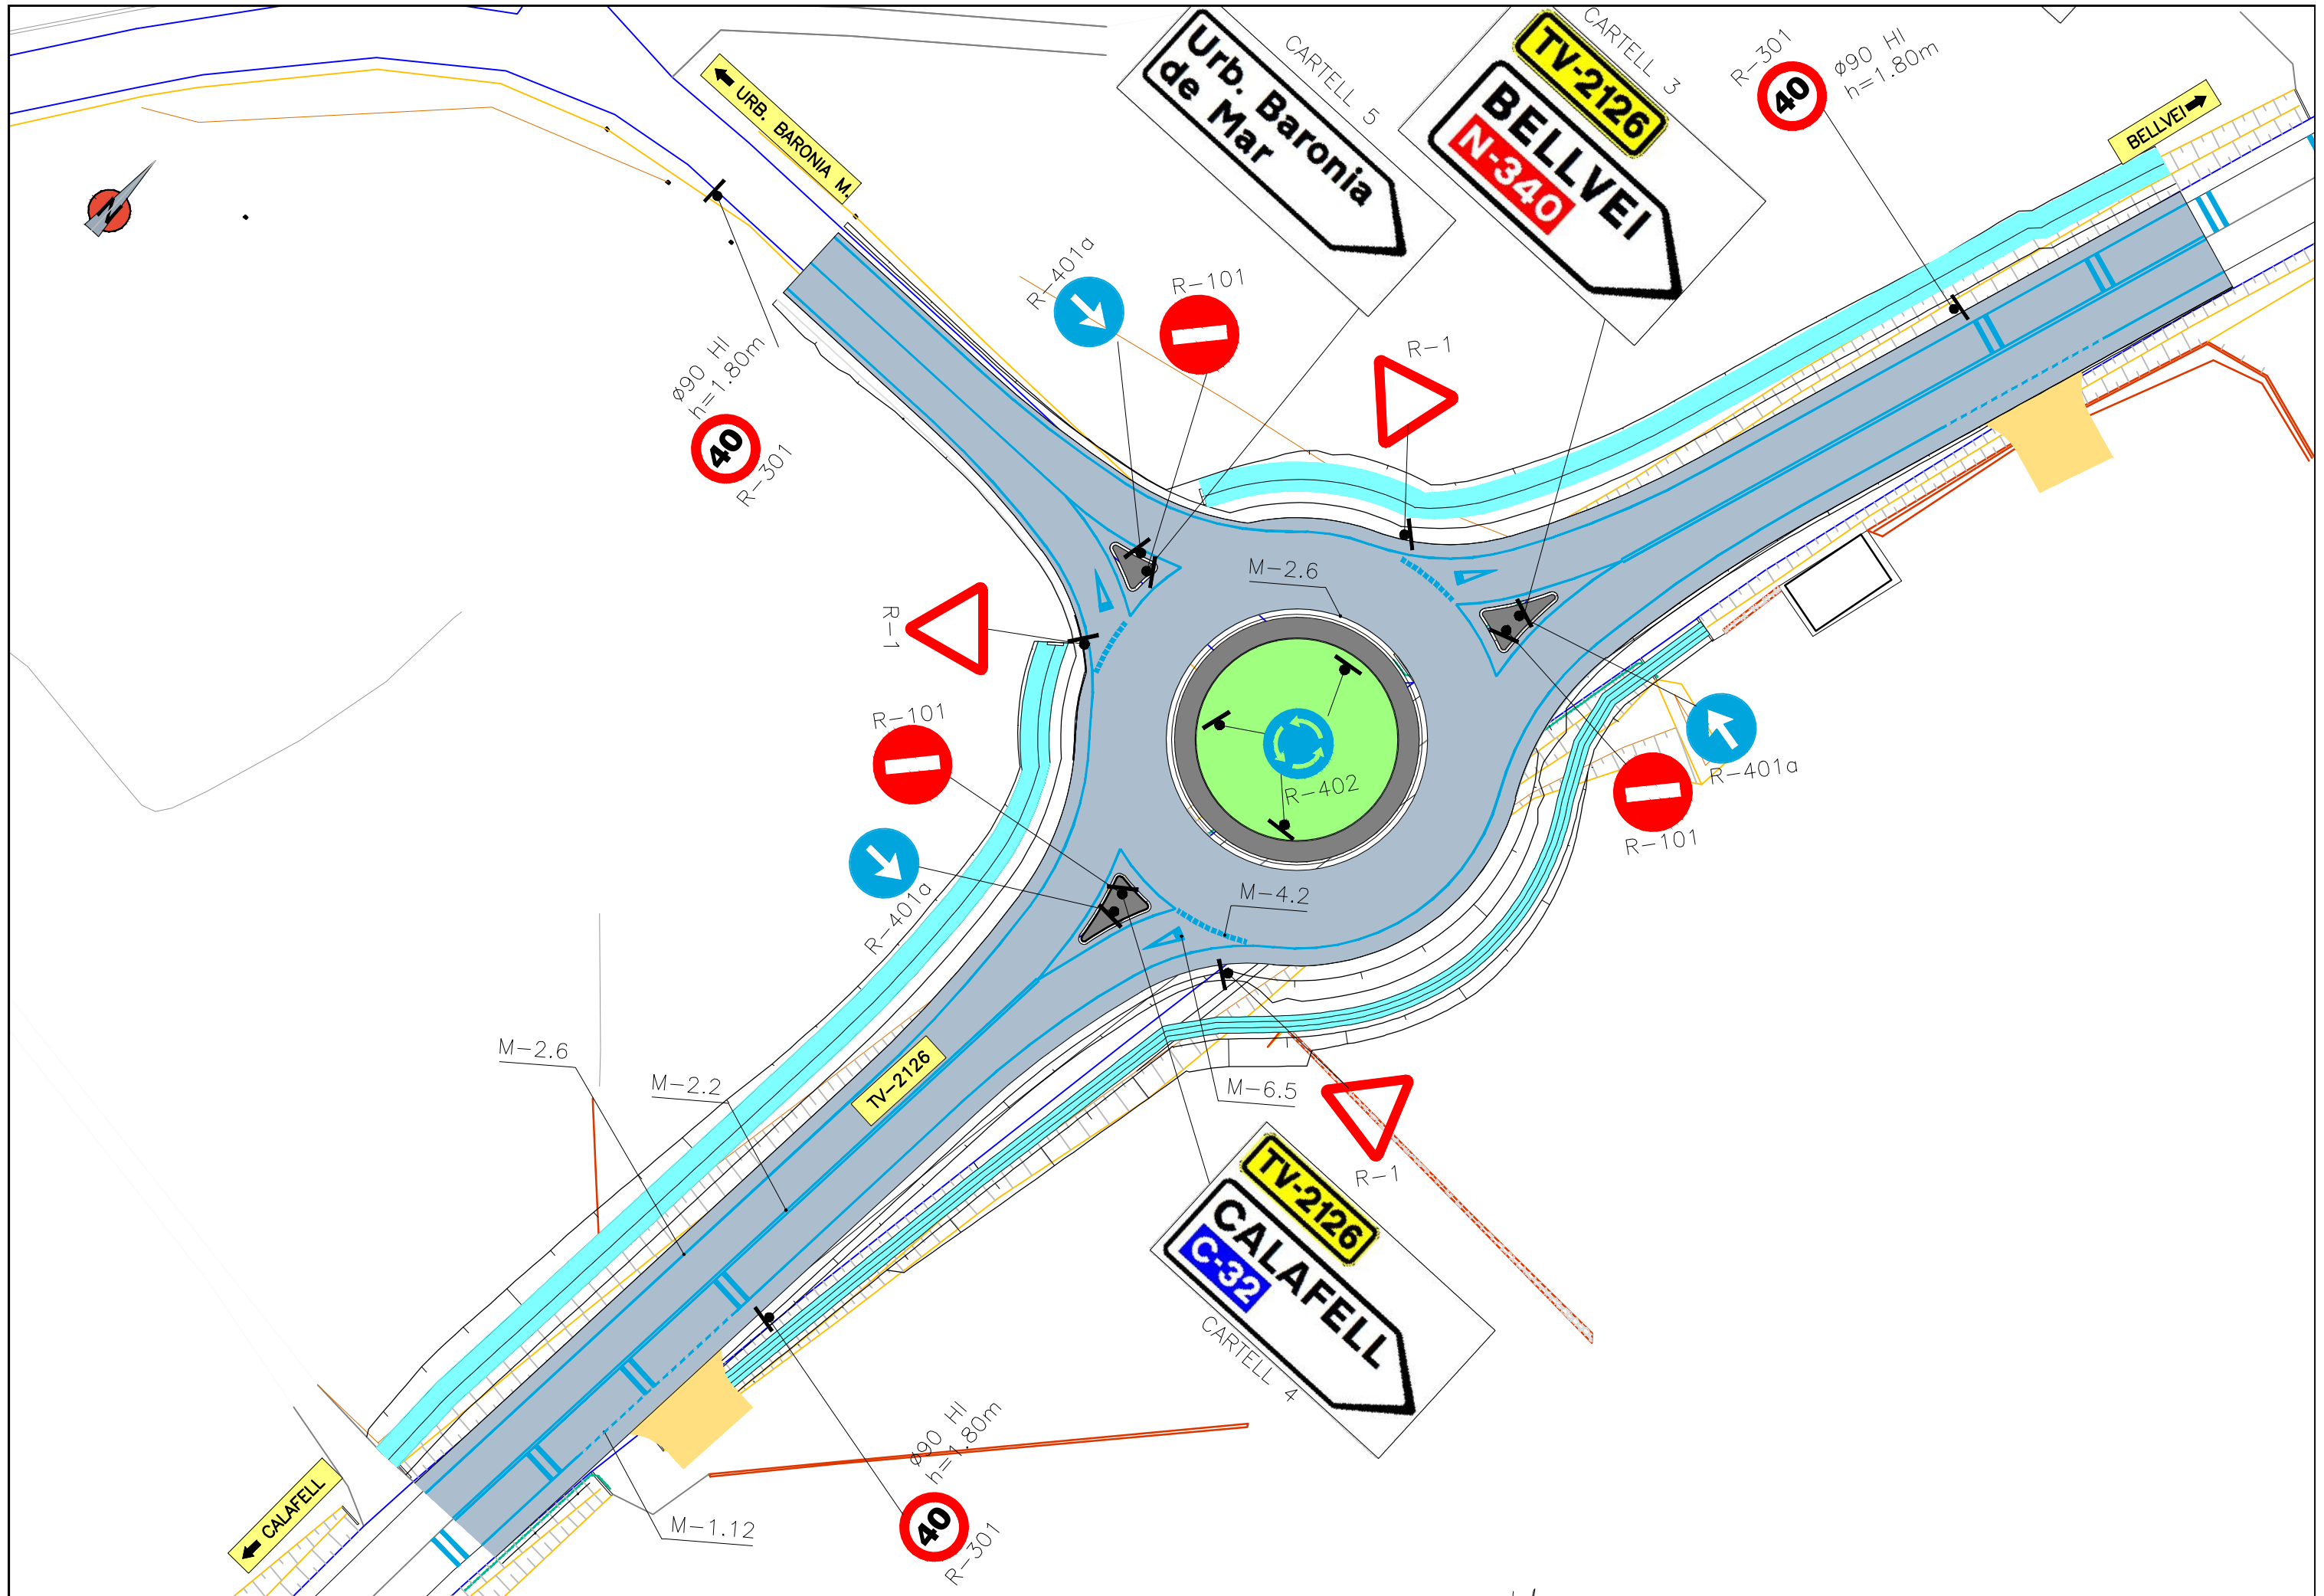 URB. BARONIA M.
Urb. Baronia
de Mar
CARTELL 5
TV-2126
BELLVEI
N-340
CARTELL 3
R-301
40
Ø90 HI
h=1.80m
BELLVEI
N
R-401a
R-101
R-1
Ø90 HI
h=1.80m
40
R-301
M-2.6
R-1
R-101
R-402
R-401a
R-101
R-401a
M-4.2
M-2.6
M-2.2
TV-2126
M-6.5
R-1
TV-2126
CALAFELL
C-32
CARTELL 4
CALAFELL
M-1.12
Ø90 HI
h=1.80m
40
R-301